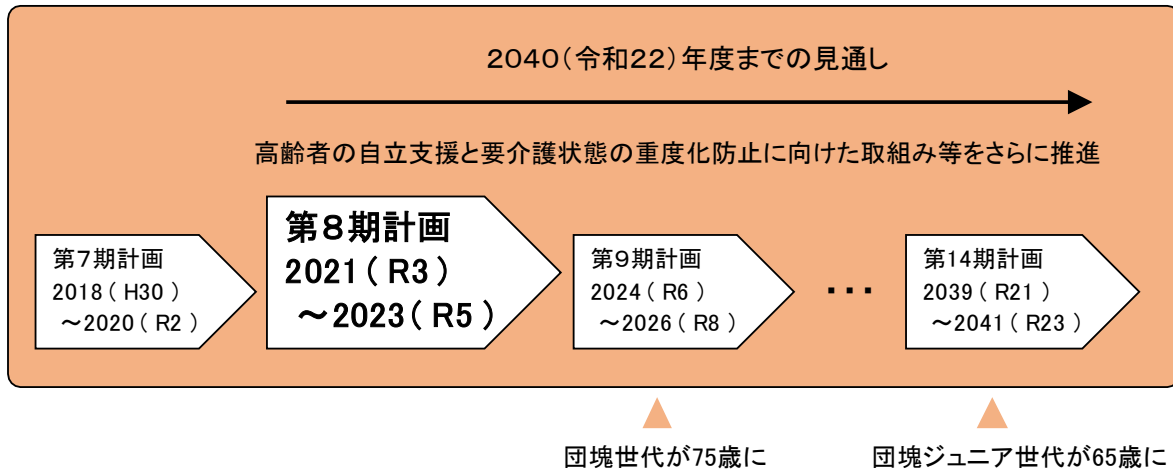 2040(令和22)年度までの見通し
高齢者の自立支援と要介護状態の重度化防止に向けた取組み等をさらに推進
第7期計画
2018(H30)
～2020(R2)
第8期計画
2021(R3)
～2023(R5)
第9期計画
2024(R6)
～2026(R8)
・・・
第14期計画
2039(R21)
～2041(R23)
団塊世代が75歳に
団塊ジュニア世代が65歳に